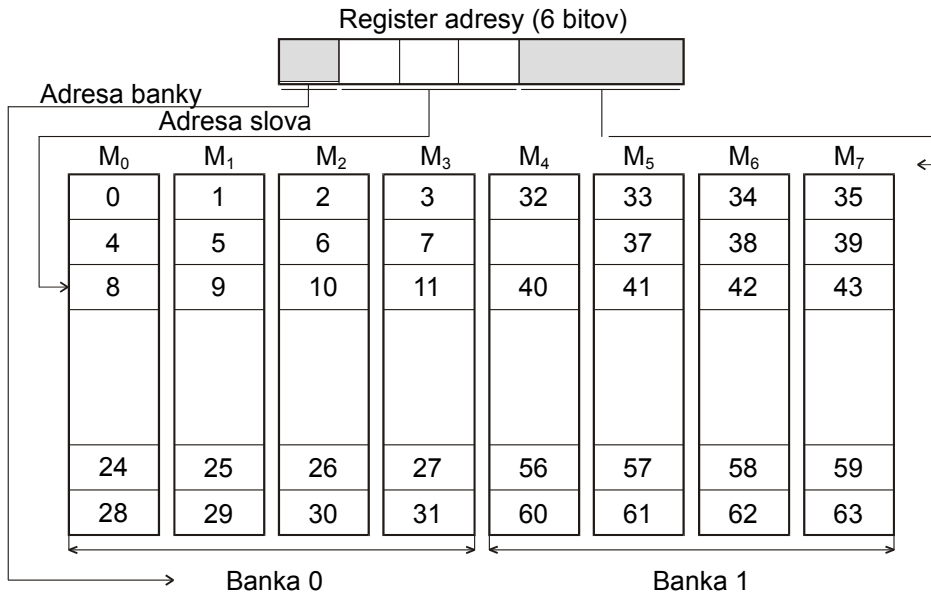 Register adresy (6 bitov)
Adresa banky
Adresa slova
M₀ M₁ M₂ M₃ M₄ M₅ M₆ M₇
0 1 2 3 32 33 34 35
4 5 6 7 37 38 39
8 9 10 11 40 41 42 43
24 25 26 27 56 57 58 59
28 29 30 31 60 61 62 63
Banka 0 Banka 1